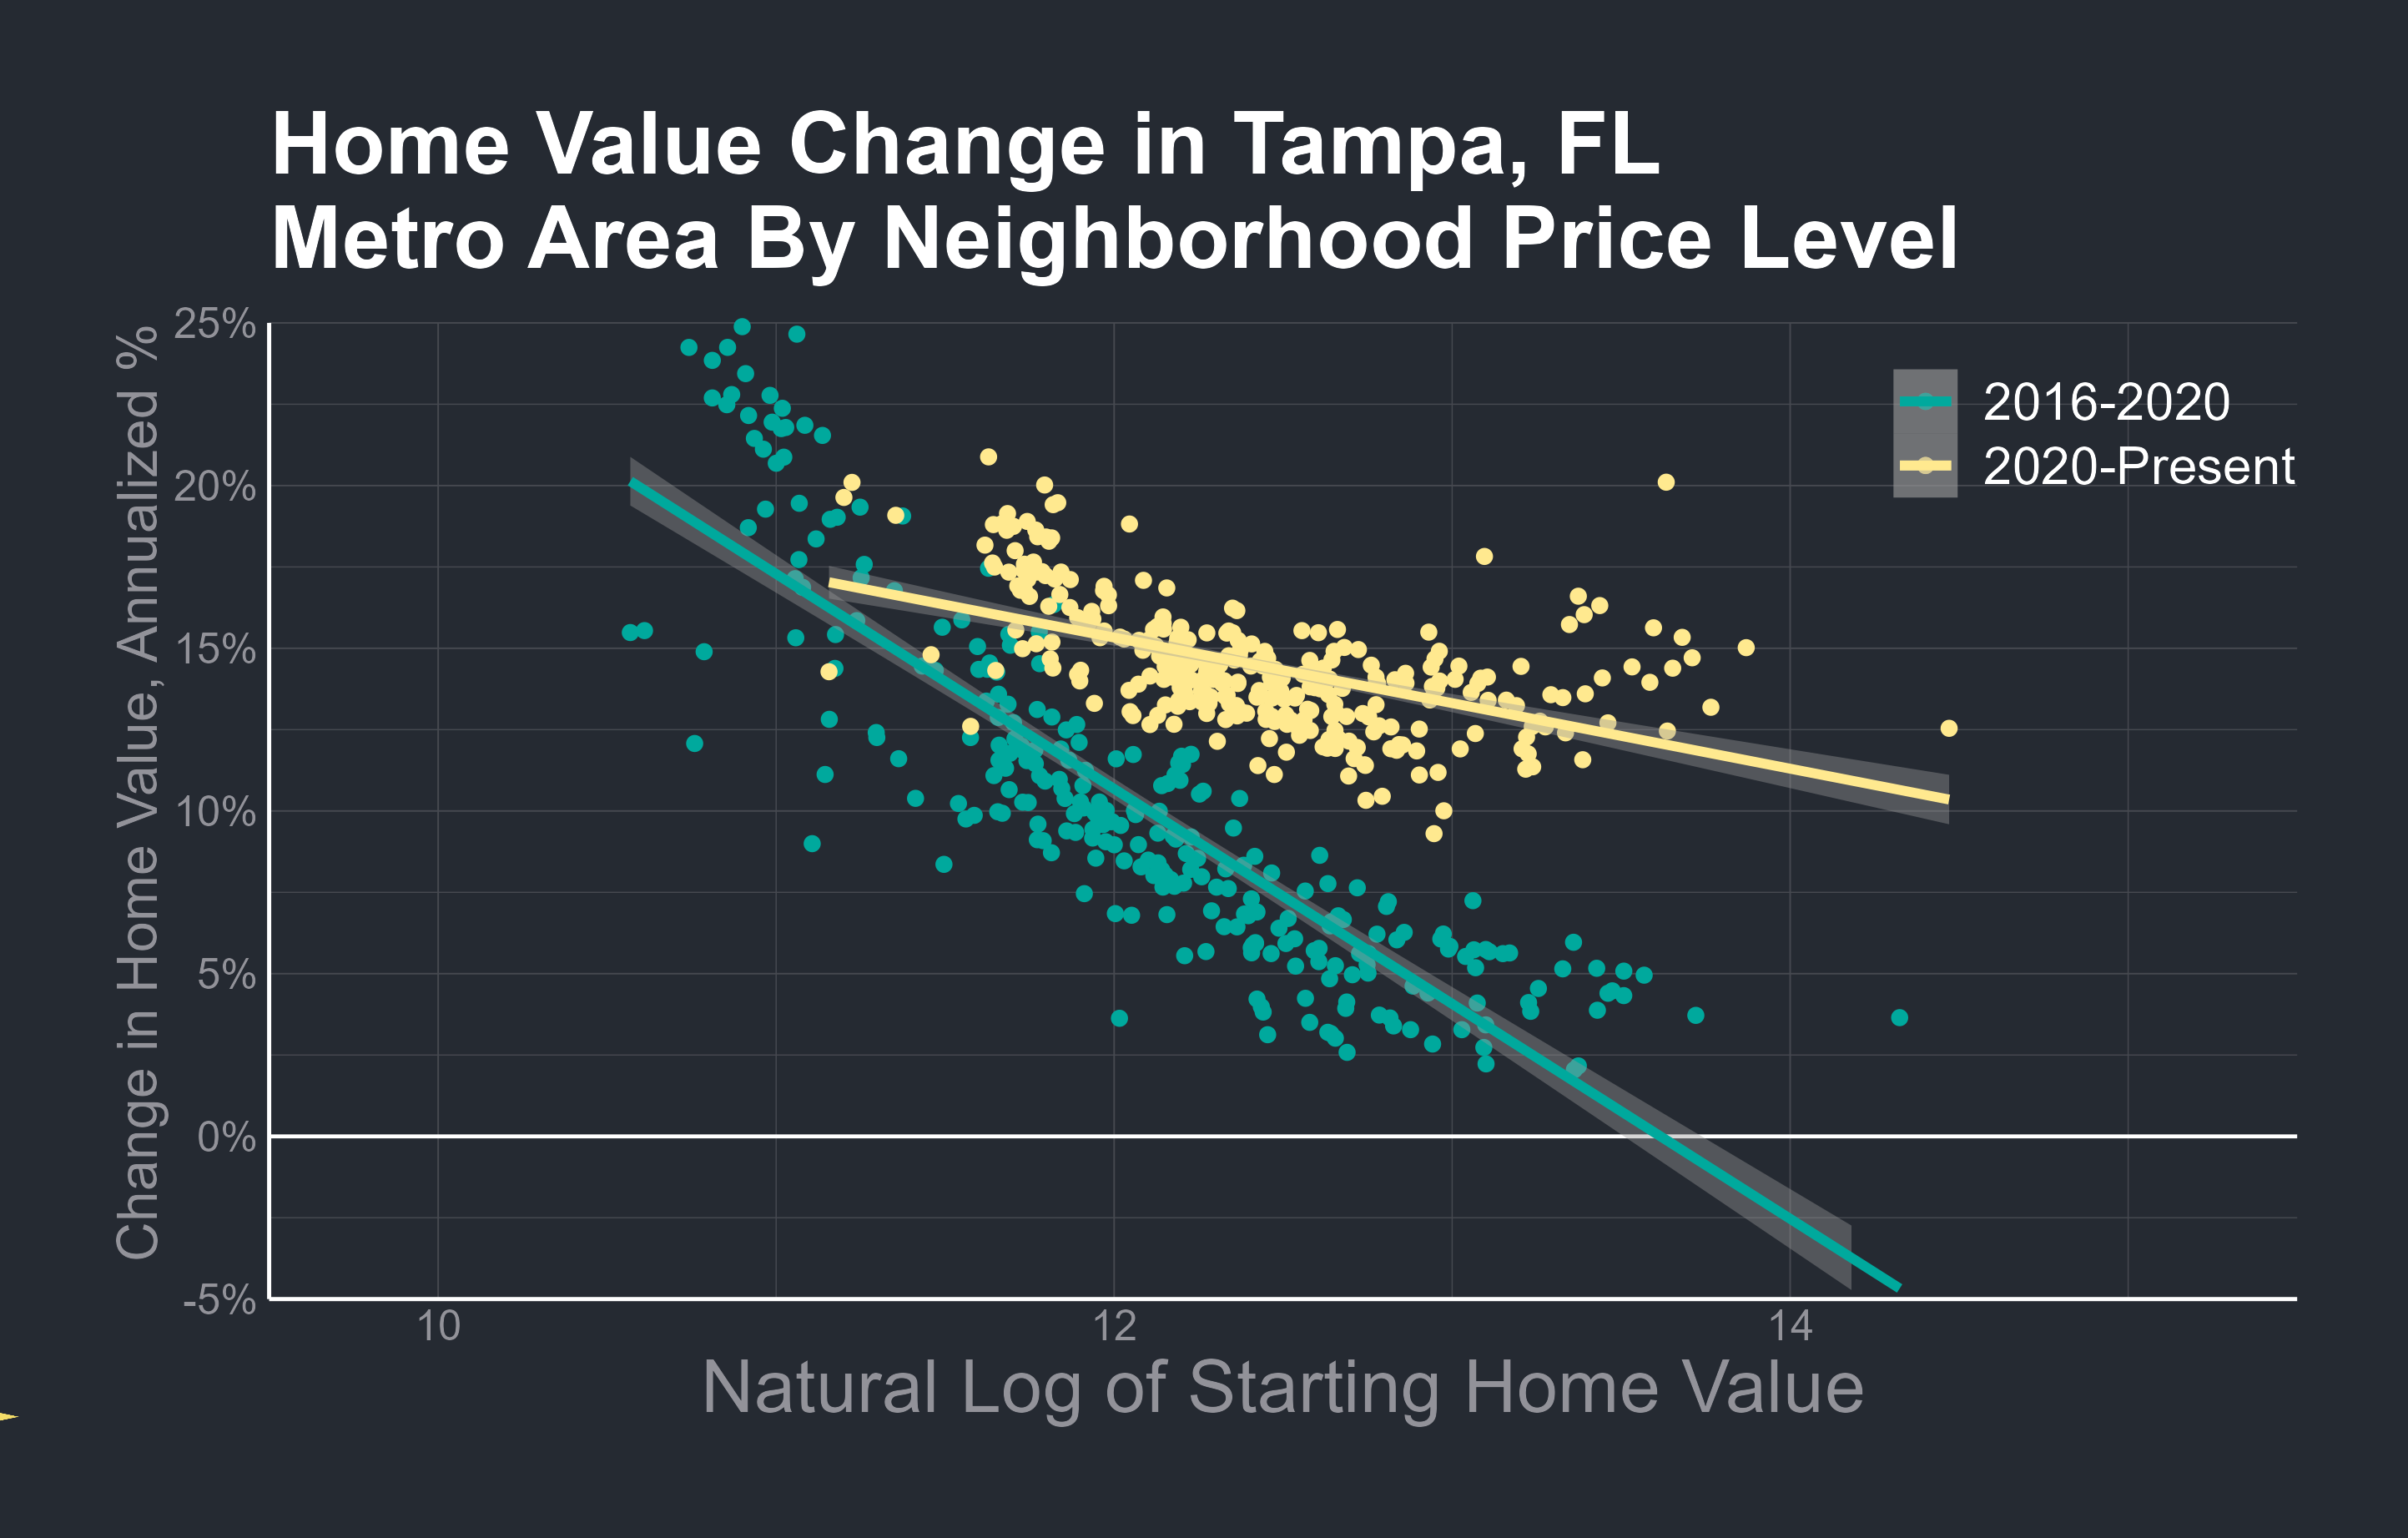 Home Value Change in Tampa, FL
Metro Area By Neighborhood Price Level
Change in Home Value, Annualized %
25%
20%
15%
10%
5%
0%
-5%
2016-2020
2020-Present
10
12
14
Natural Log of Starting Home Value